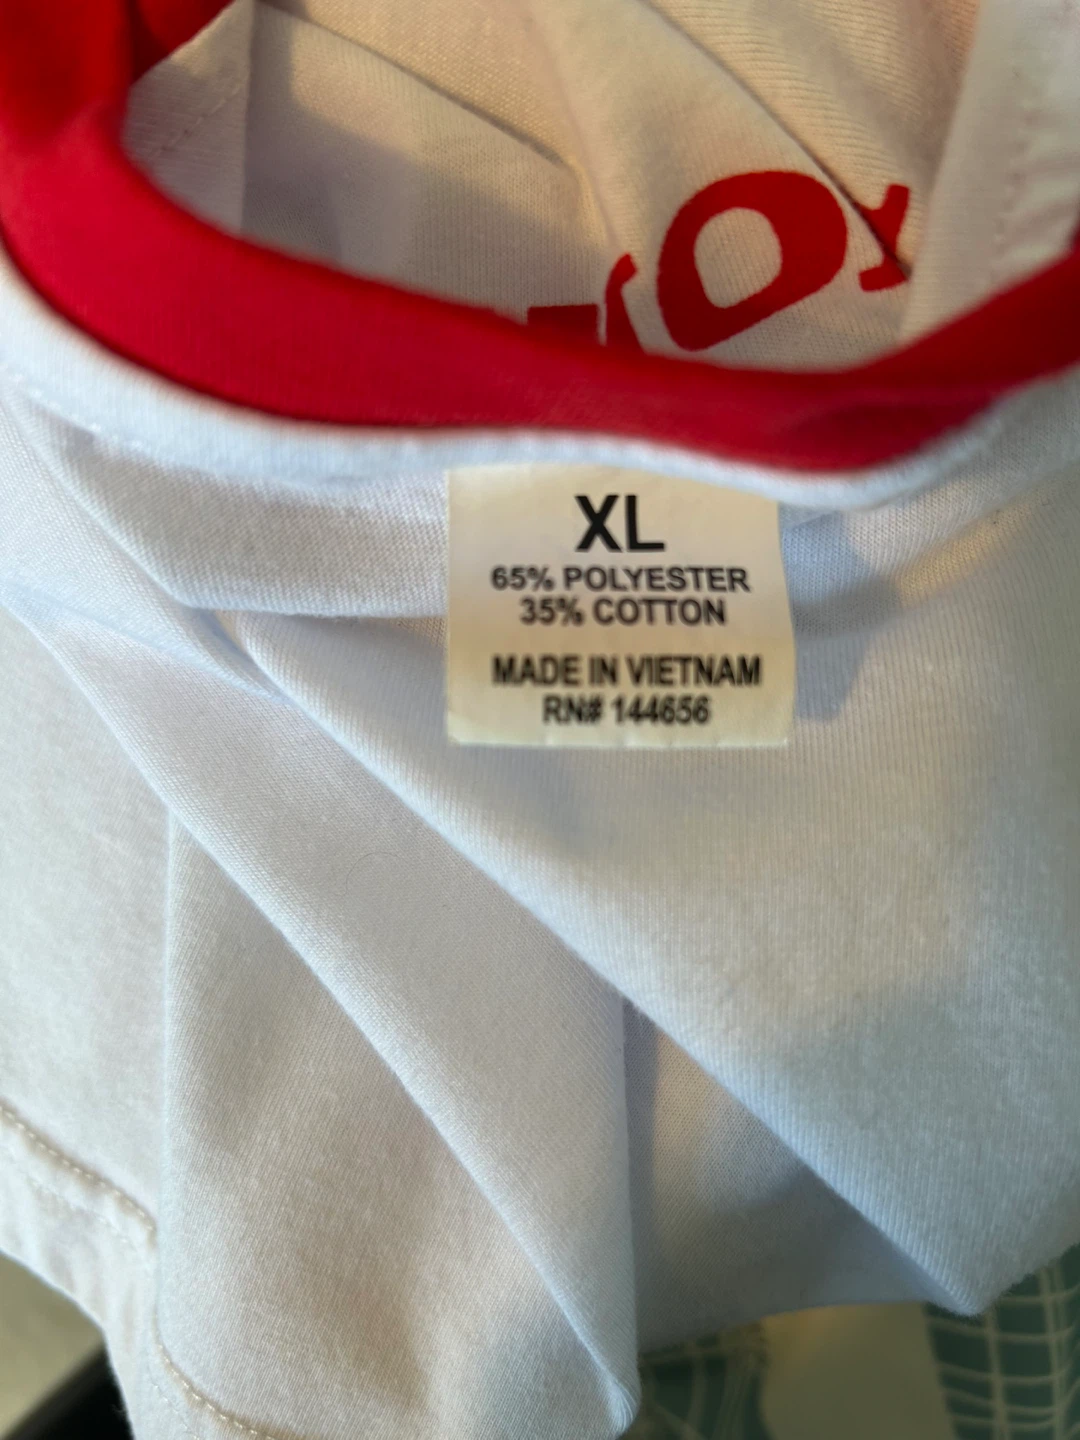 XL
65% POLYESTER
35% COTTON
MADE IN VIETNAM
RN# 144656